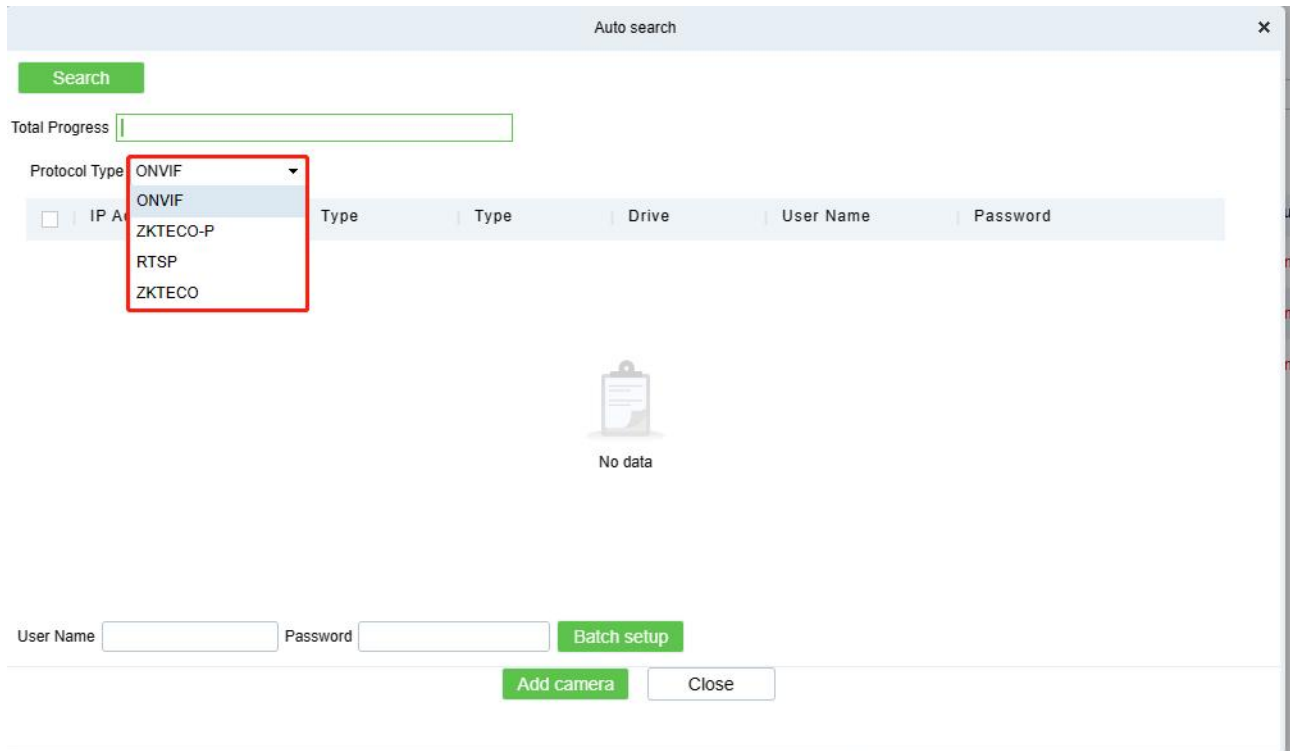 Auto search
Search
Total Progress
Protocol Type ONVIF
ONVIF
IP A Type Type Drive User Name Password
ZKTECO-P
RTSP
ZKTECO
No data
User Name Password Batch setup
Add camera Close